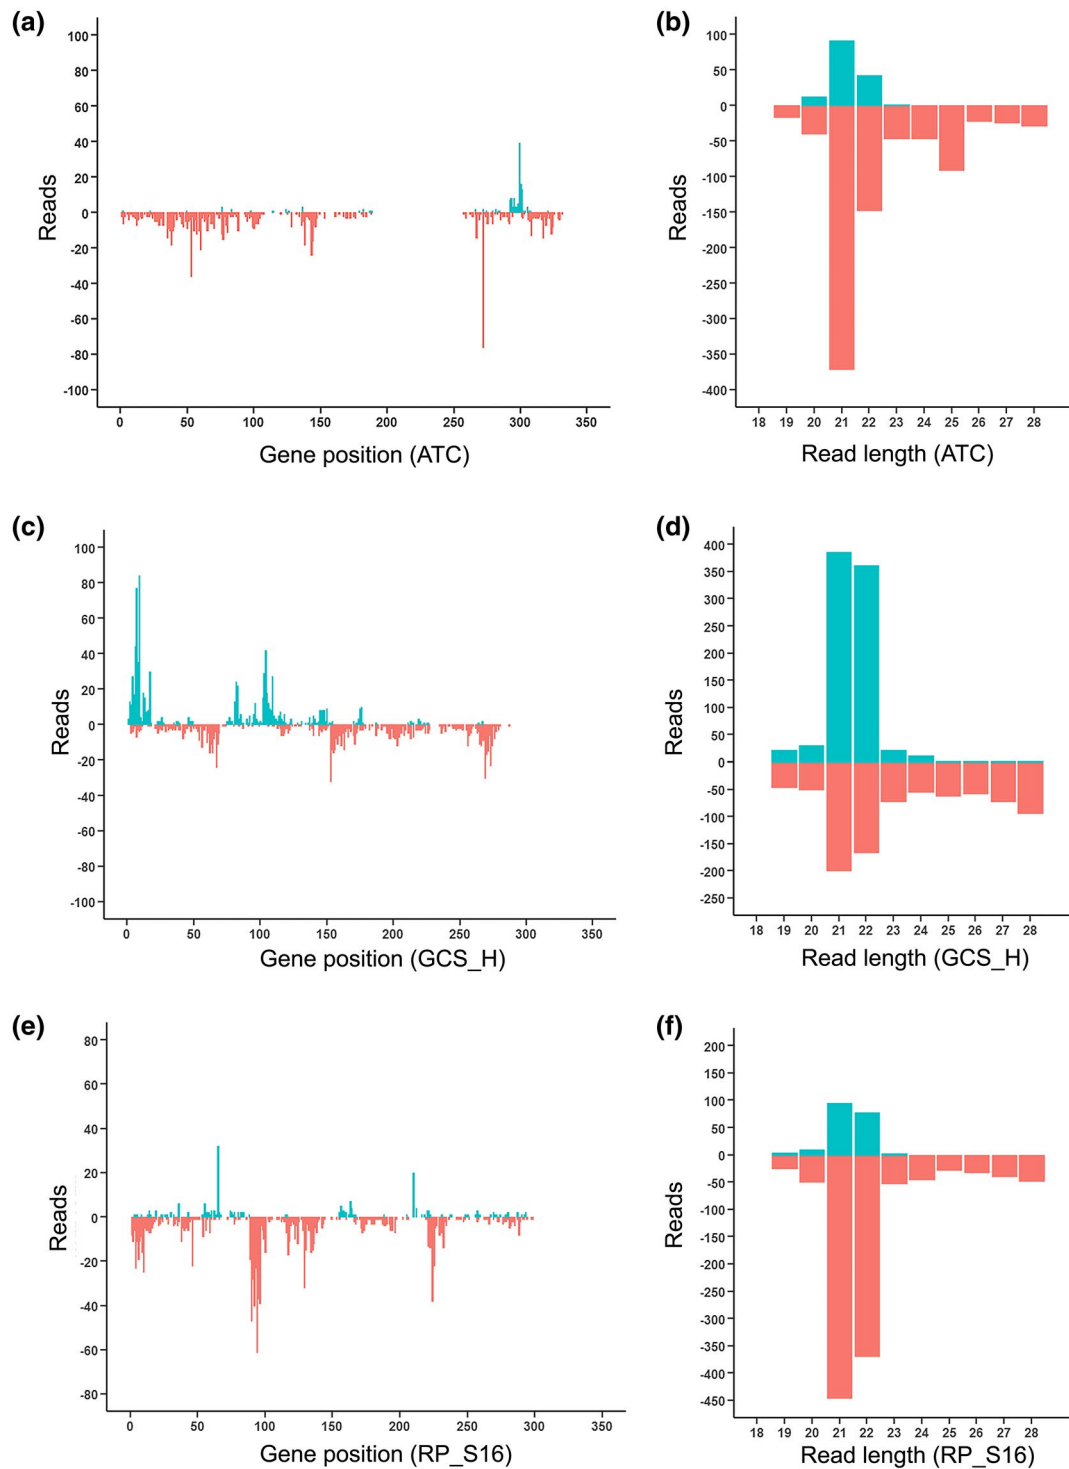 (a)
100
80
60
40
20
0
-20
-40
-60
-80
-100
Reads
0 50 100 150 200 250 300 350
Gene position (ATC)
(b)
100
50
0
-50
-100
-150
-200
-250
-300
-350
-400
Reads
18 19 20 21 22 23 24 25 26 27 28
Read length (ATC)
(c)
100
80
60
40
20
0
-20
-40
-60
-80
-100
Reads
0 50 100 150 200 250 300 350
Gene position (GCS_H)
(d)
400
350
300
250
200
150
100
50
0
-50
-100
-150
-200
-250
Reads
18 19 20 21 22 23 24 25 26 27 28
Read length (GCS_H)
(e)
80
60
40
20
0
-20
-40
-60
-80
Reads
0 50 100 150 200 250 300 350
Gene position (RP_S16)
(f)
200
150
100
50
0
-50
-100
-150
-200
-250
-300
-350
-400
-450
Reads
18 19 20 21 22 23 24 25 26 27 28
Read length (RP_S16)